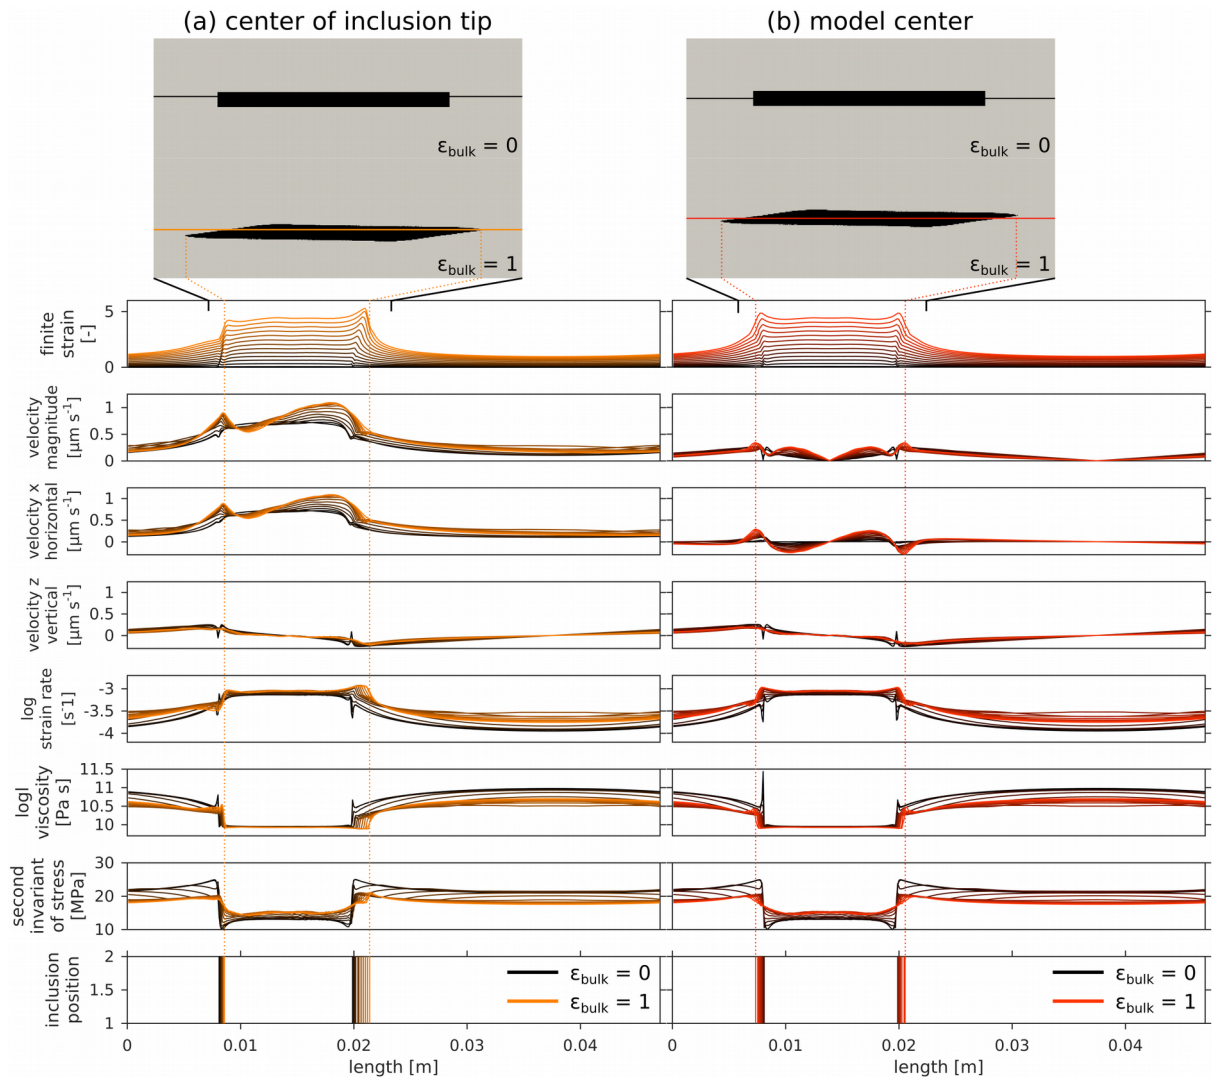 (a) center of inclusion tip
(b) model center
εbulk = 0
εbulk = 0
εbulk = 1
εbulk = 1
finite
strain
[-]
5
0
velocity
magnitude
[µm s-1]
1
0.5
0
velocity x
horizontal
[µm s-1]
1
0.5
0
velocity z
vertical
[µm s-1]
1
0.5
0
log
strain rate
[s-1]
-3
-3.5
-4
logl
viscosity
[Pa s]
11.5
11
10.5
10
second
invariant
of stress
[MPa]
30
20
10
inclusion
position
2
1.5
1
εbulk = 0
εbulk = 1
εbulk = 0
εbulk = 1
0 0.01 0.02 0.03 0.04
0 0.01 0.02 0.03 0.04
length [m]
length [m]